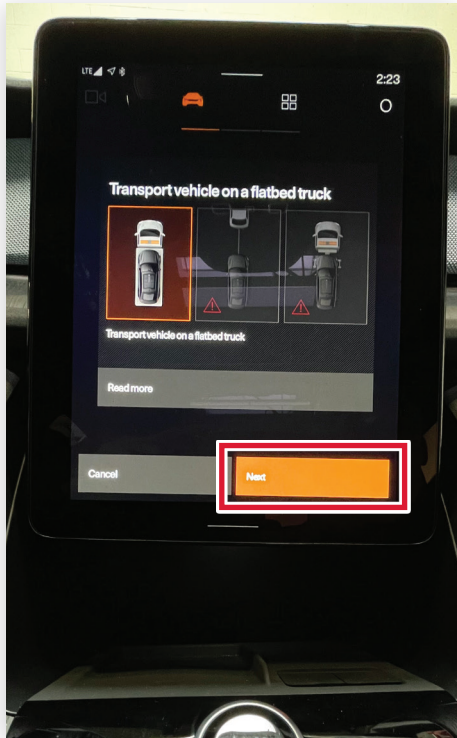 LTE
2:23
Transport vehicle on a flatbed truck
Transport vehicle on a flatbed truck
Read more
Cancel
Next